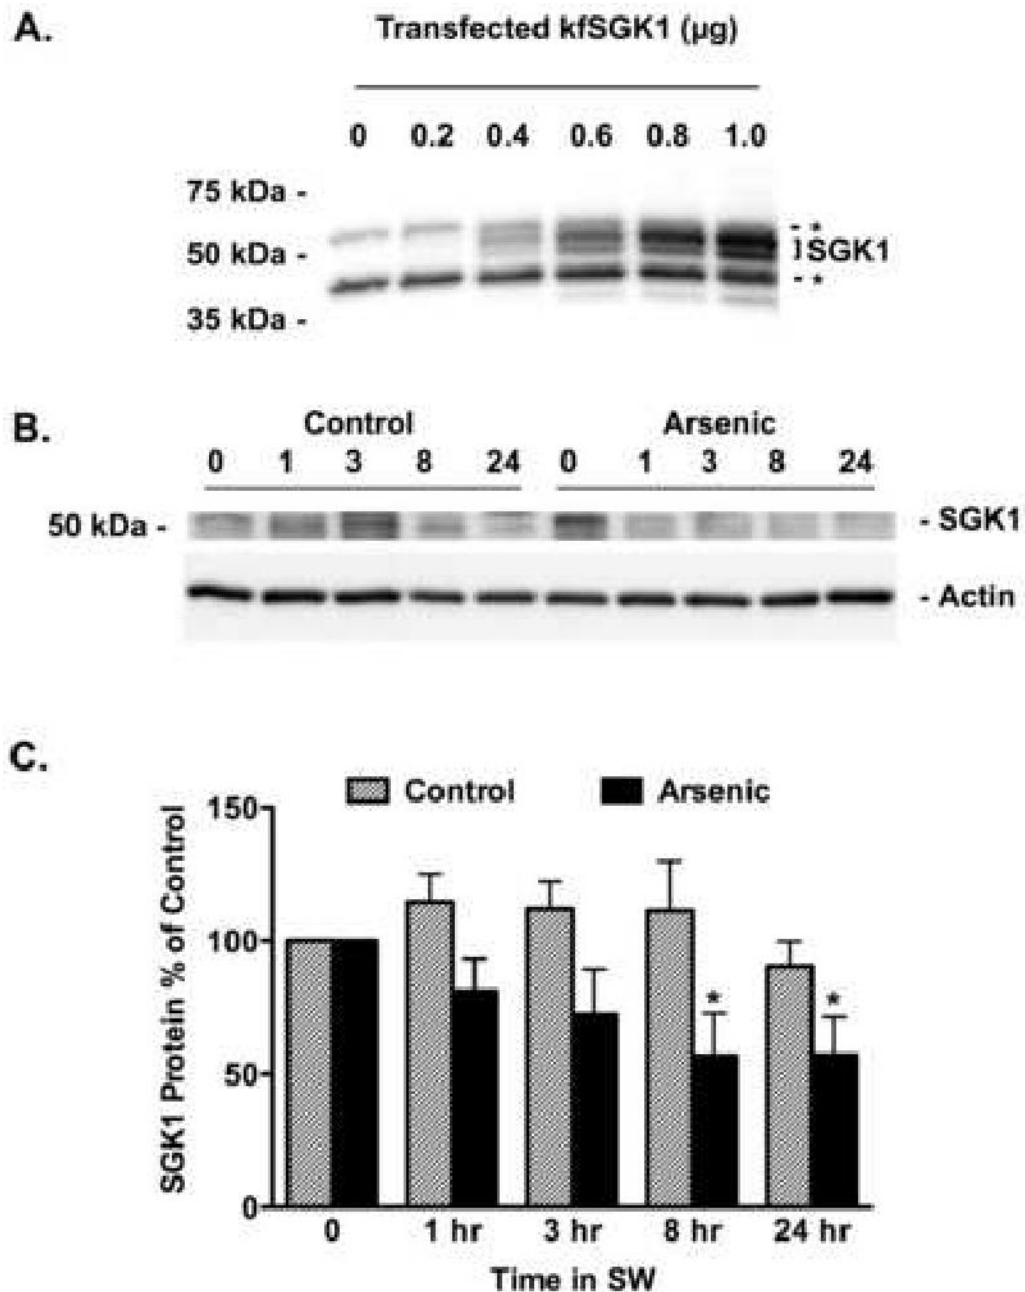 A.
Transfected kfSGK1 (µg)
0 0.2 0.4 0.6 0.8 1.0
75 kDa -
- *
50 kDa - ]SGK1
- *
35 kDa -
B.
Control Arsenic
0 1 3 8 24 0 1 3 8 24
50 kDa - - SGK1
- Actin
C.
Control Arsenic
SGK1 Protein % of Control
150
100
50
0
* *
0 1 hr 3 hr 8 hr 24 hr
Time in SW